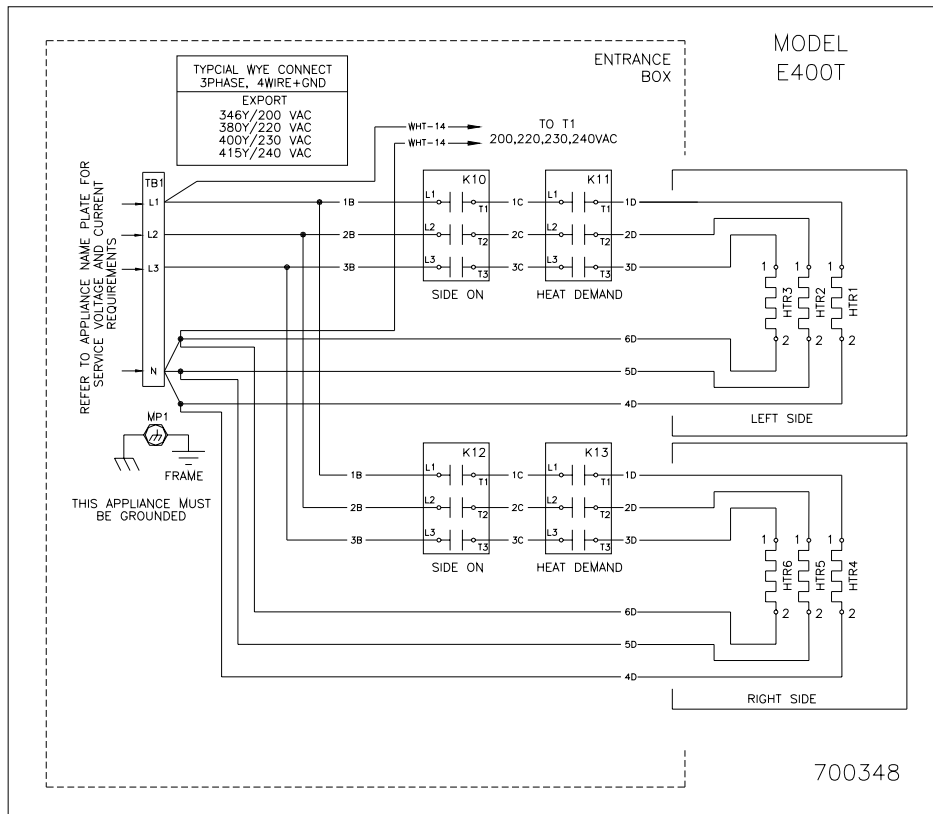 MODEL
E400T
ENTRANCE
BOX
TYPCIAL WYE CONNECT
3PHASE, 4WIRE+GND
EXPORT
346Y/200 VAC
380Y/220 VAC
400Y/230 VAC
415Y/240 VAC
WHT-14
WHT-14
TO T1
200,220,230,240VAC
REFER TO APPLIANCE NAME PLATE FOR
SERVICE VOLTAGE AND CURRENT
REQUIREMENTS
TB1
L1
L2
L3
N
K10
K11
1B L1 T1 1C L1 T1 1D
2B L2 T2 2C L2 T2 2D
3B L3 T3 3C L3 T3 3D
SIDE ON
HEAT DEMAND
1 1 1
HTR3 HTR2 HTR1
2 2 2
6D
5D
4D
LEFT SIDE
MP1
FRAME
THIS APPLIANCE MUST
BE GROUNDED
K12
K13
1B L1 T1 1C L1 T1 1D
2B L2 T2 2C L2 T2 2D
3B L3 T3 3C L3 T3 3D
SIDE ON
HEAT DEMAND
1 1 1
HTR6 HTR5 HTR4
2 2 2
6D
5D
4D
RIGHT SIDE
700348